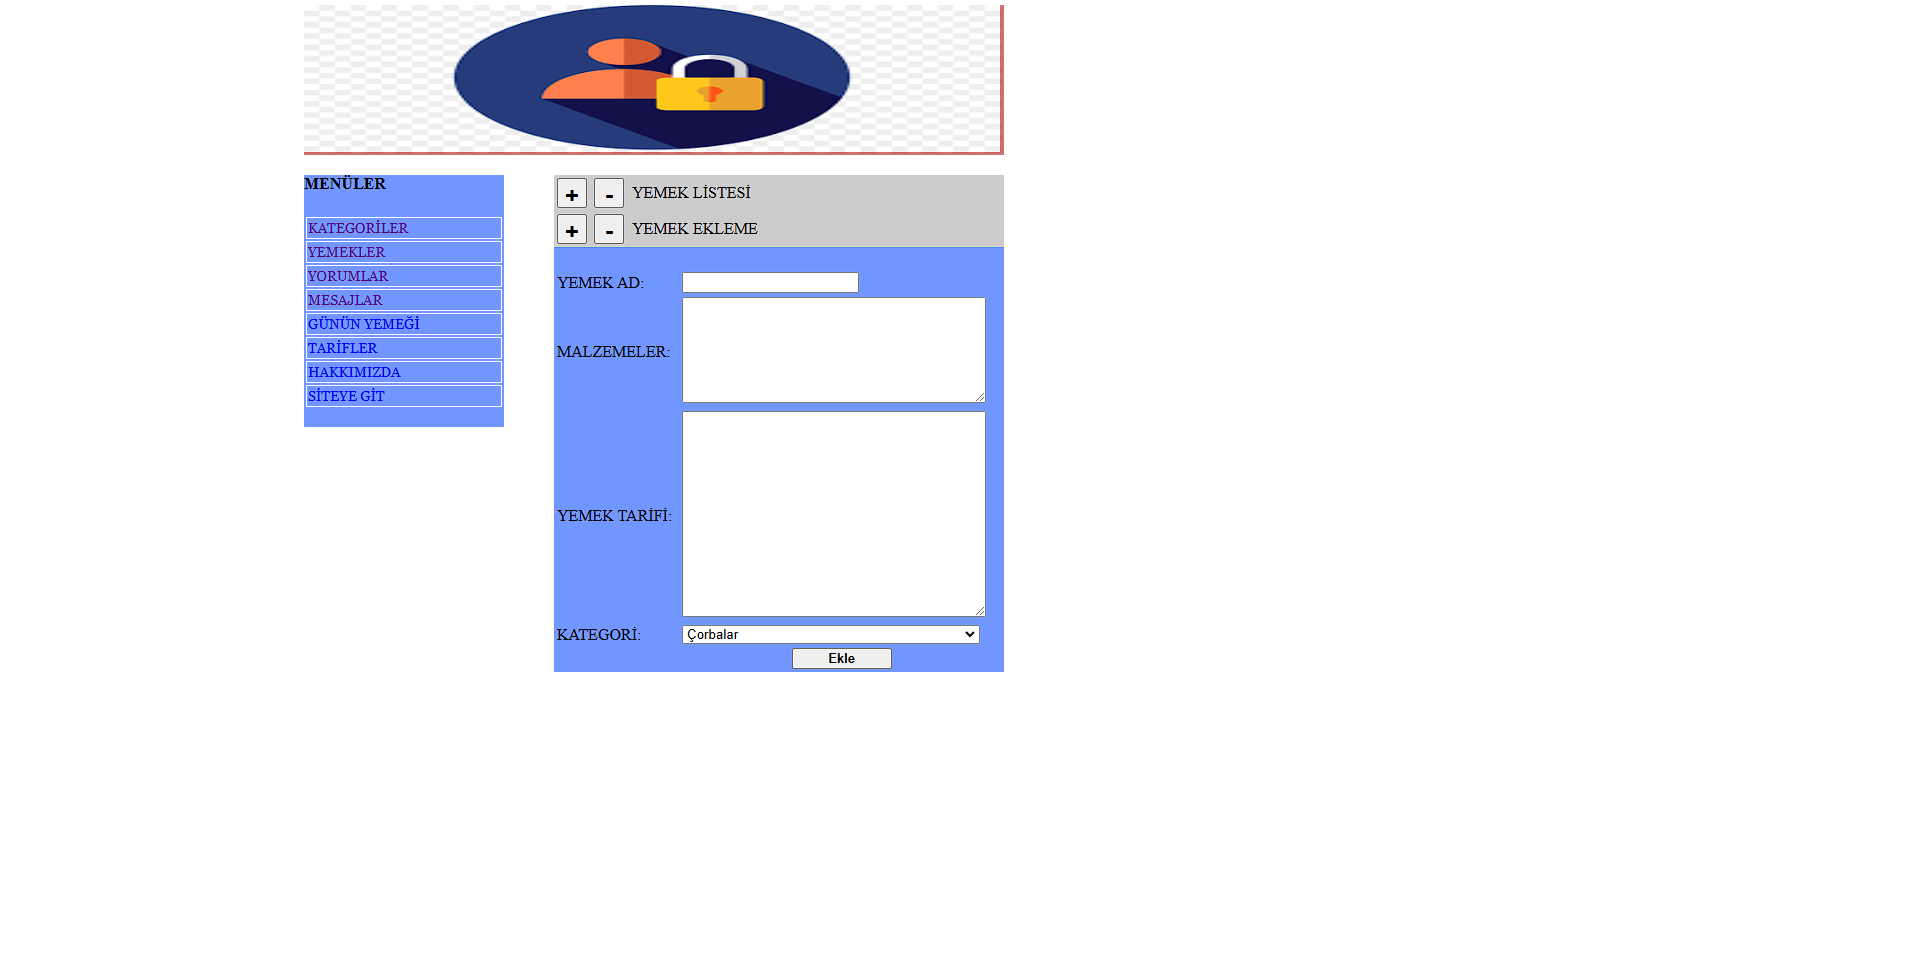 MENÜLER
KATEGORİLER
YEMEKLER
YORUMLAR
MESAJLAR
GÜNÜN YEMEĞİ
TARİFLER
HAKKIMIZDA
SİTEYE GİT
+ - YEMEK LİSTESİ
+ - YEMEK EKLEME
YEMEK AD:
MALZEMELER:
YEMEK TARİFİ:
KATEGORİ: Çorbalar
Ekle